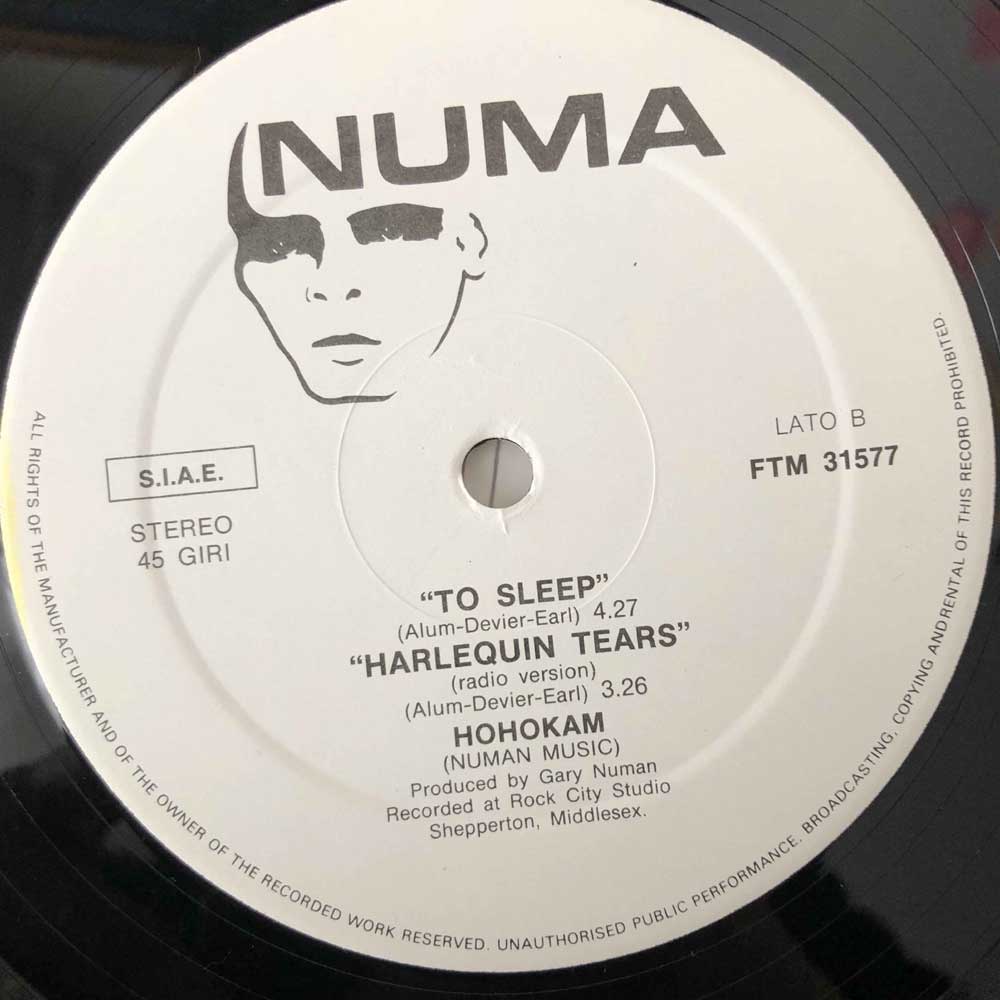 NUMA
LATO B
FTM 31577
S.I.A.E.
STEREO
45 GIRI
“TO SLEEP”
(Alum-Devier-Earl) 4.27
“HARLEQUIN TEARS”
(radio version)
(Alum-Devier-Earl) 3.26
HOHOKAM
(NUMAN MUSIC)
Produced by Gary Numan
Recorded at Rock City Studio
Shepperton, Middlesex.
ALL RIGHTS OF THE MANUFACTURER AND OF THE OWNER OF THE RECORDED WORK RESERVED. UNAUTHORISED PUBLIC PERFORMANCE. BROADCASTING, COPYING ANDRENTAL OF THIS RECORD PROHIBITED.